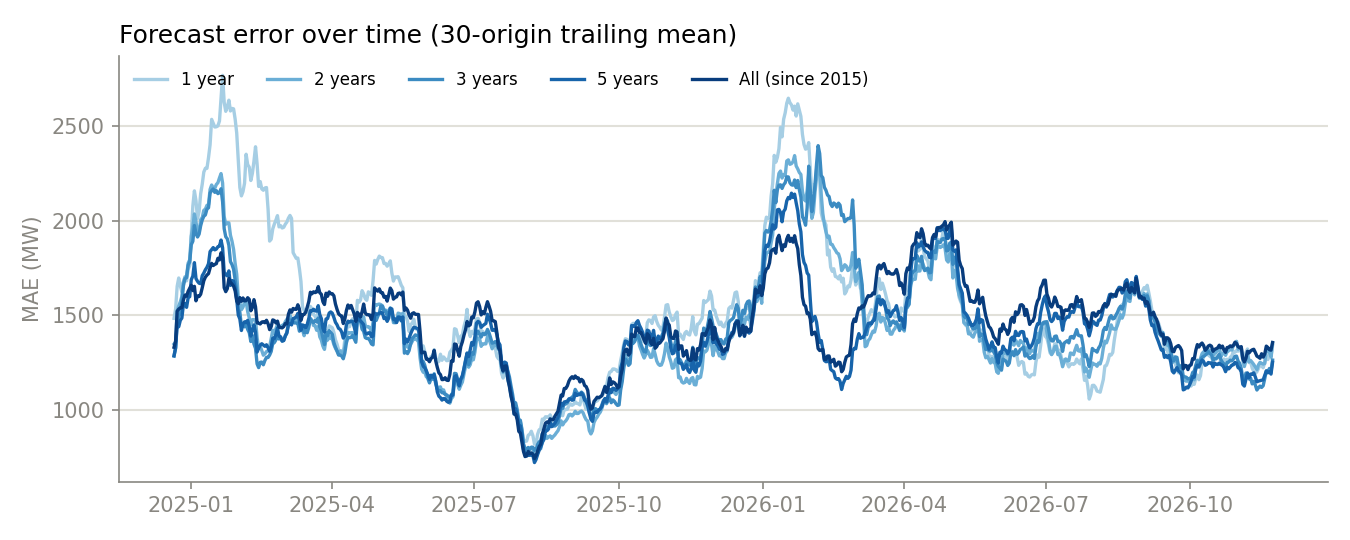 Forecast error over time (30-origin trailing mean)
1 year 2 years 3 years 5 years All (since 2015)
MAE (MW)
2500
2000
1500
1000
2025-01 2025-04 2025-07 2025-10 2026-01 2026-04 2026-07 2026-10